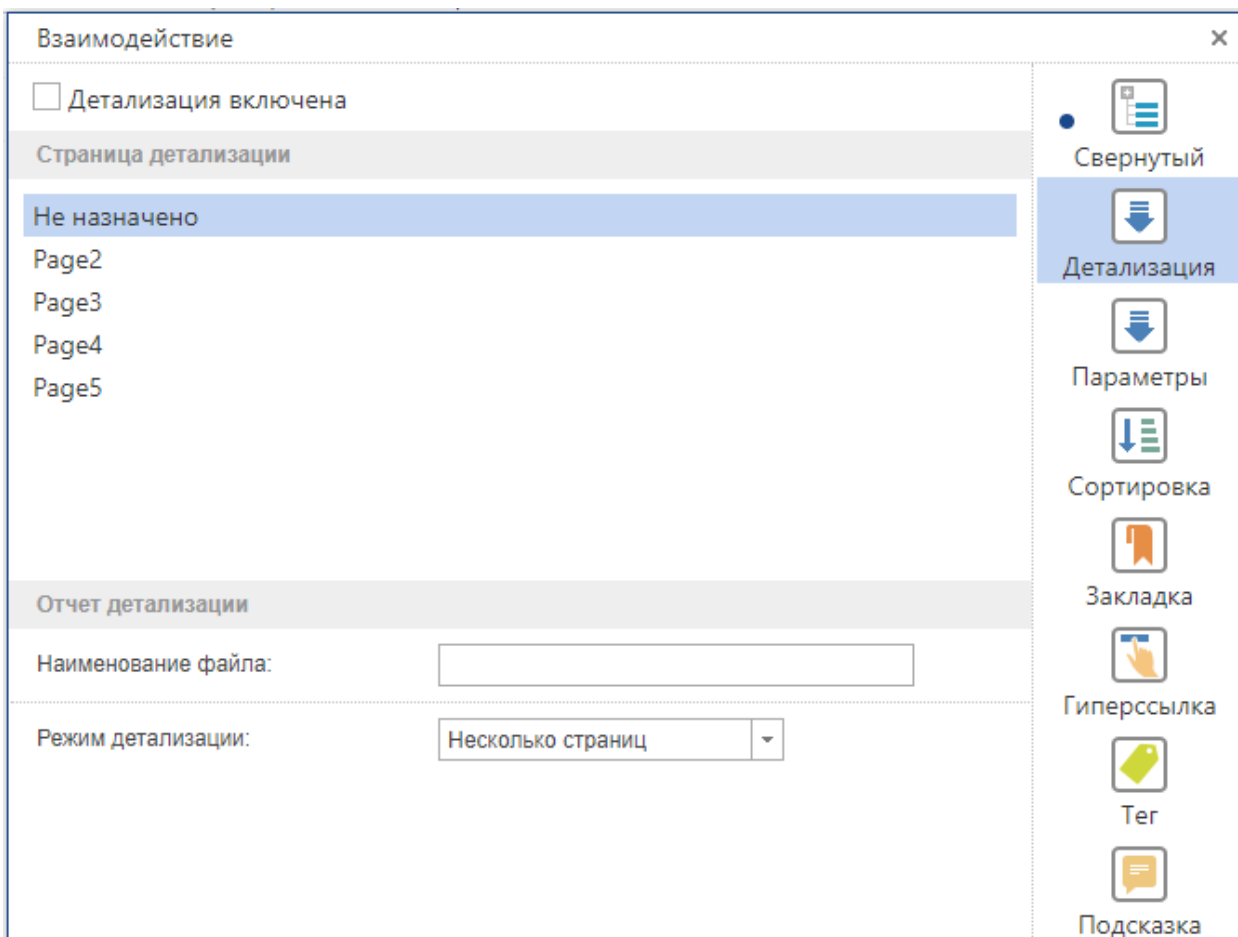 Взаимодействие
Детализация включена
Страница детализации
Не назначено
Page2
Page3
Page4
Page5
Отчет детализации
Наименование файла:
Режим детализации: Несколько страниц
Свернутый
Детализация
Параметры
Сортировка
Закладка
Гиперссылка
Тег
Подсказка